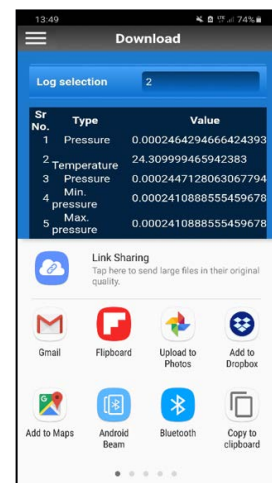 13:49 74%
Download
Log selection 2
Sr No. Type Value
1 Pressure 0.0002464294666424393
2 Temperature 24.309999465942383
3 Pressure 0.0002447128063067794
4 Min. pressure 0.0002410888555459678
5 Max. pressure 0.0002410888555459678
Link Sharing
Tap here to send large files in their original
quality.
Gmail Flipboard Upload to Photos Add to Dropbox
Add to Maps Android Beam Bluetooth Copy to clipboard